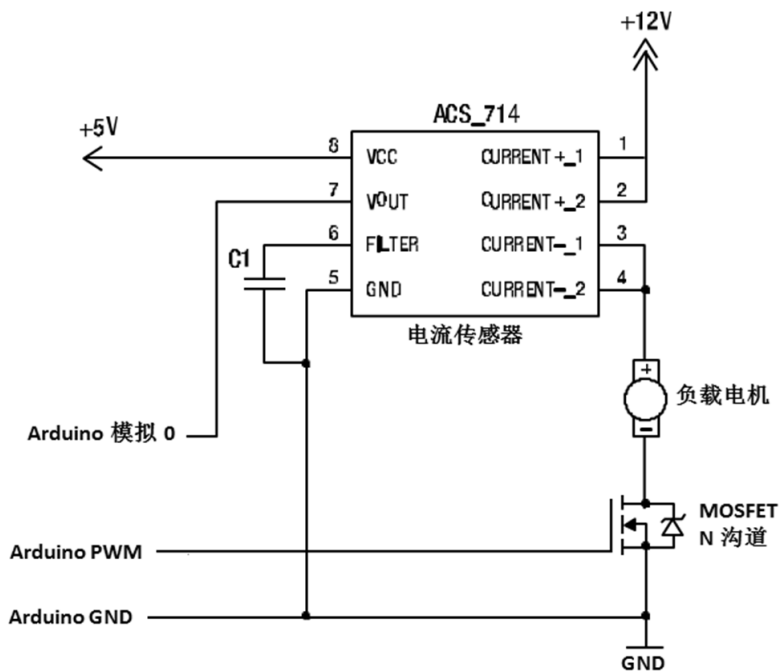 +12V
ACS_714
+5V
8 VCC CURRENT+_1 1
7 VOUT CURRENT+_2 2
6 FILTER CURRENT-_1 3
C1
5 GND CURRENT-_2 4
电流传感器
+
负载电机
-
Arduino 模拟 0
MOSFET
N 沟道
Arduino PWM
Arduino GND
GND